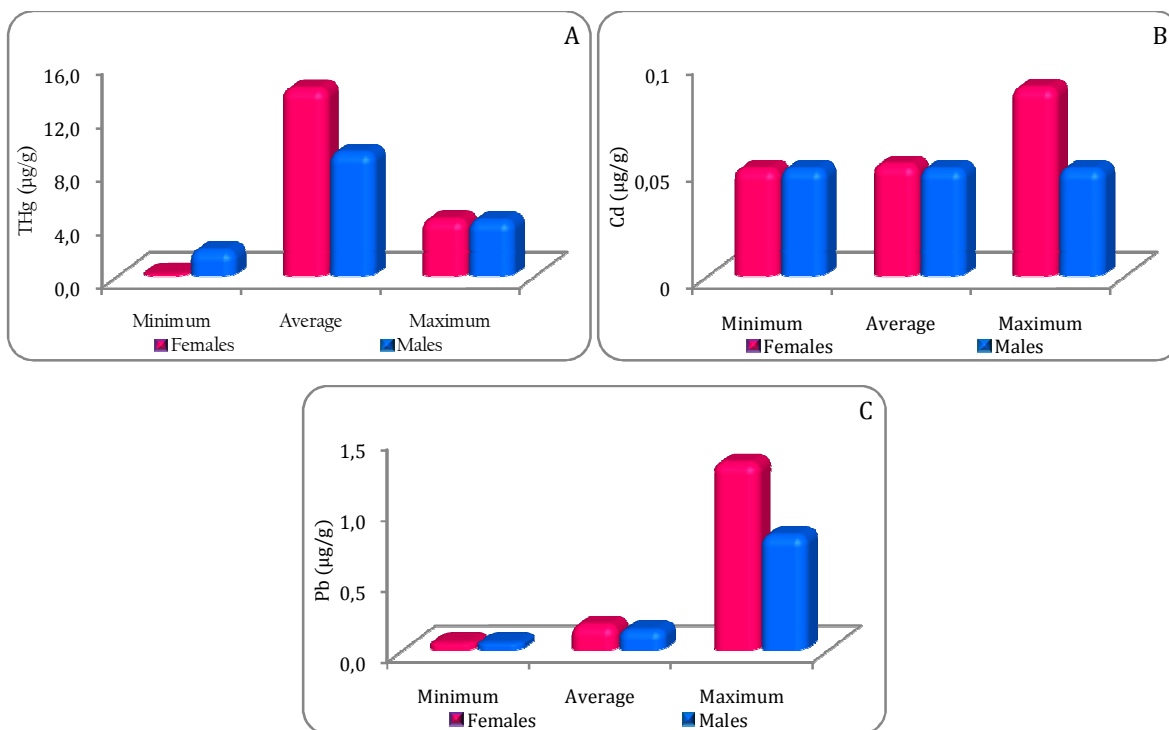 A
16,0
12,0
8,0
4,0
0,0
THg (µg/g)
Minimum Average Maximum
Females Males
B
0,1
0,05
0
Cd (µg/g)
Minimum Average Maximum
Females Males
C
1,5
1,0
0,5
0,0
Pb (µg/g)
Minimum Average Maximum
Females Males